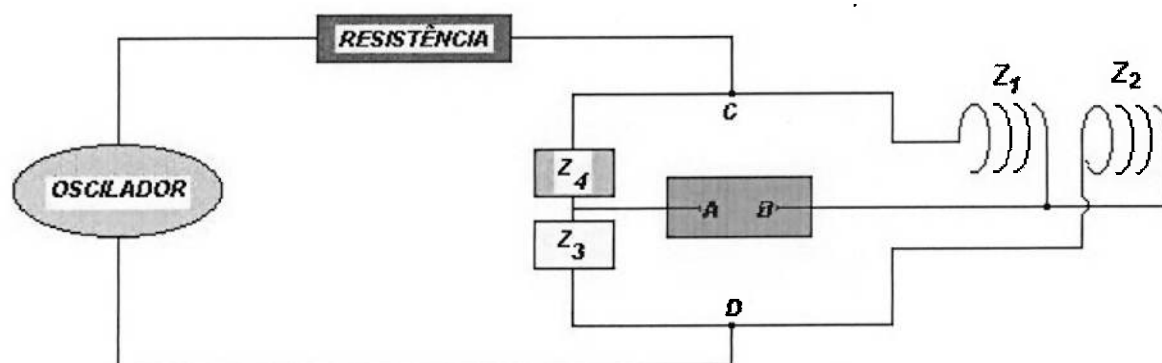 RESISTÊNCIA
Z1 Z2
C
Z4
OSCILADOR
A B
Z3
D